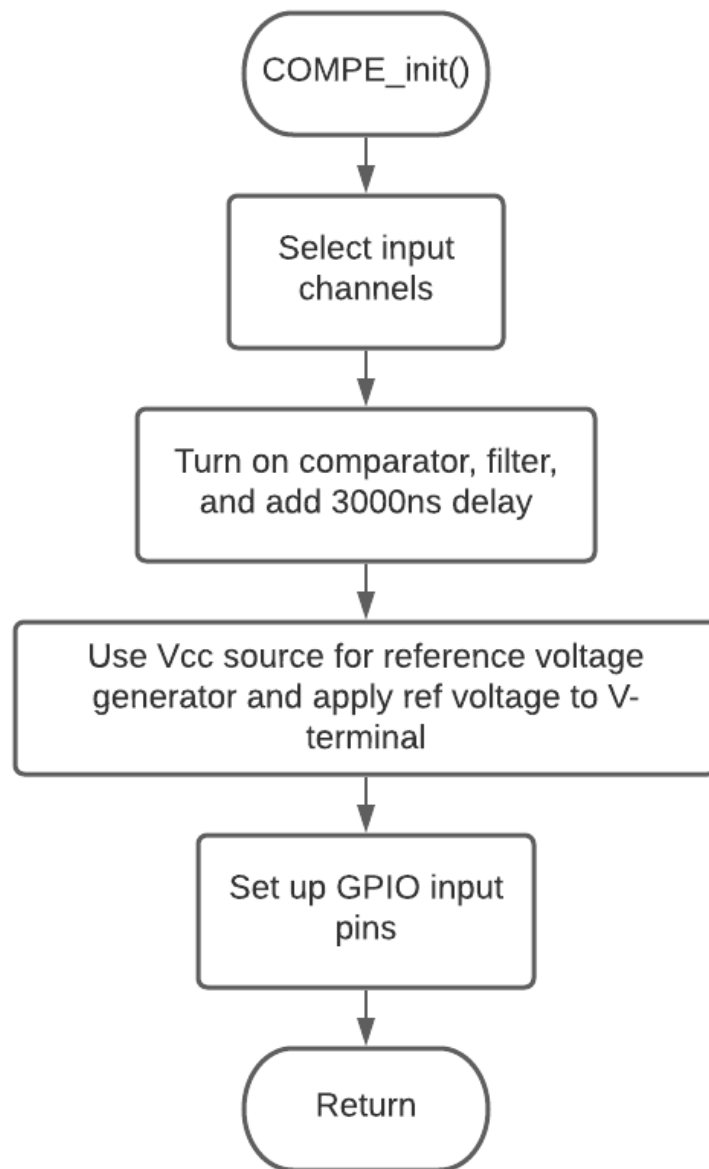 COMPE_init()
Select input
channels
Turn on comparator, filter,
and add 3000ns delay
Use Vcc source for reference voltage
generator and apply ref voltage to V-
terminal
Set up GPIO input
pins
Return